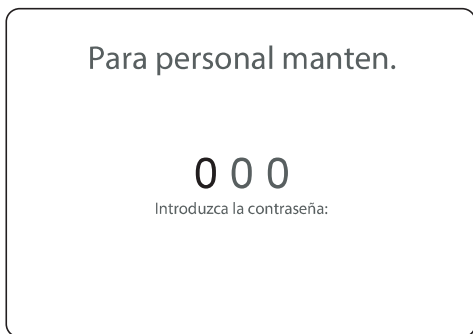 Para personal manten.
0 0 0
Introduzca la contraseña: